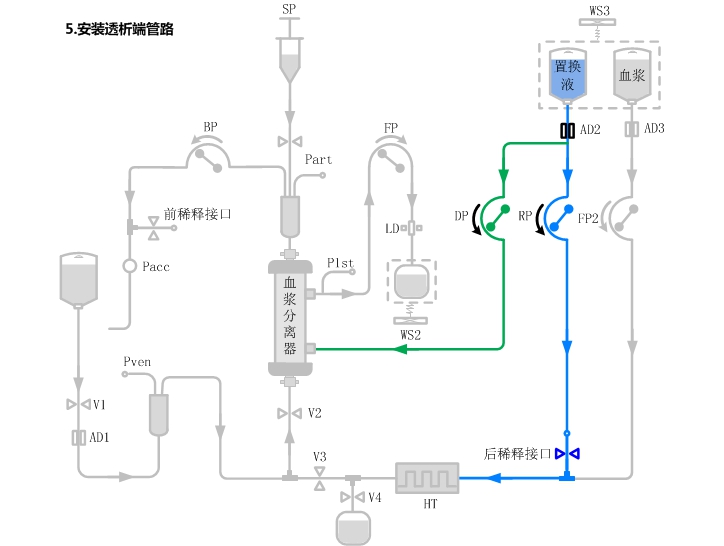 5.安装透析端管路
SP
WS3
置换液
血浆
BP
FP
AD2
AD3
Part
前稀释接口
DP
RP
FP2
LD
Pacc
P1st
血浆分离器
WS2
Pven
V1
V2
AD1
V3
后稀释接口
V4
HT